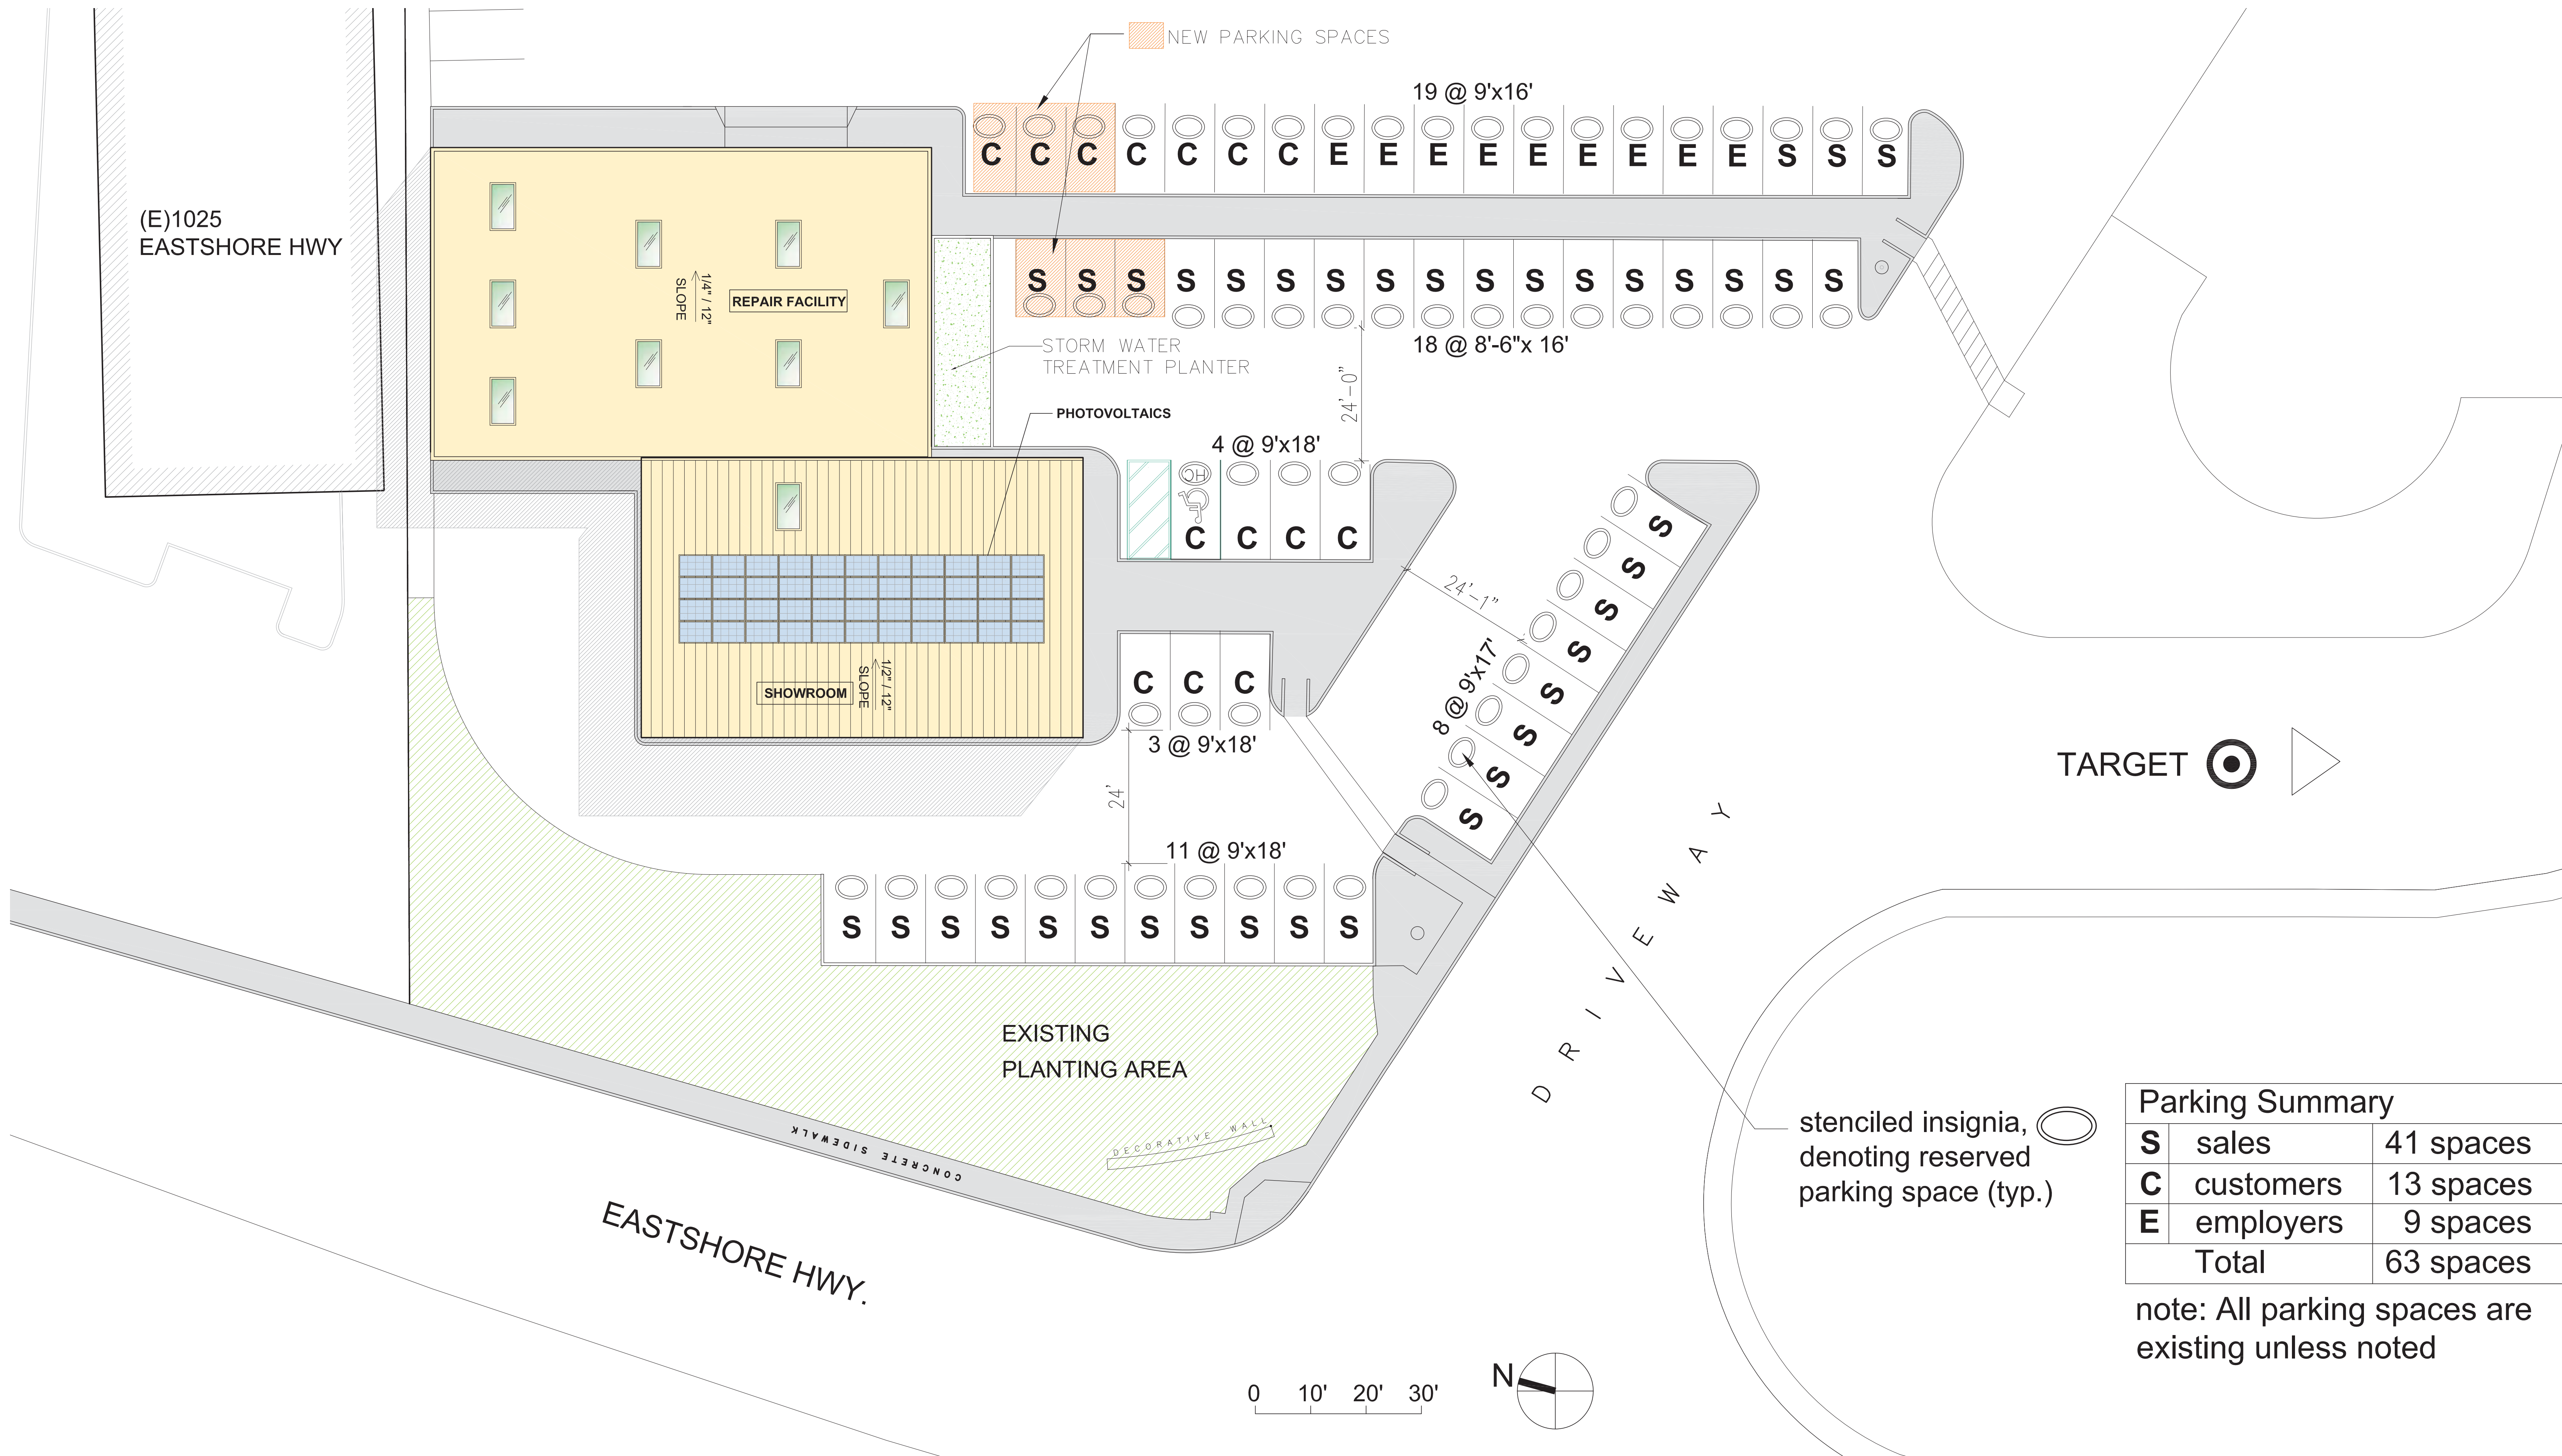 NEW PARKING SPACES
19 @ 9'x16'
C C C C C C C E E E E E E E E E S S S
(E)1025
EASTSHORE HWY
S S S S S S S S S S S S S S S S S
REPAIR FACILITY
1/4" / 12"
SLOPE
18 @ 8'-6"x 16'
STORM WATER
TREATMENT PLANTER
24'-0"
PHOTOVOLTAICS
4 @ 9'x18'
HC
C C C C
S
S
S
S
S
S
S
S
24'-1"
8 @ 9'x17'
1/2" / 12"
SLOPE
SHOWROOM
C C C
3 @ 9'x18'
24'
11 @ 9'x18'
S S S S S S S S S S S
TARGET
DRIVEWAY
EXISTING
PLANTING AREA
DECORATIVE WALL
CONCRETE SIDEWALK
EASTSHORE HWY.
stenciled insignia,
denoting reserved
parking space (typ.)
Parking Summary
S sales 41 spaces
C customers 13 spaces
E employers 9 spaces
Total 63 spaces
note: All parking spaces are
existing unless noted
0 10' 20' 30'
N